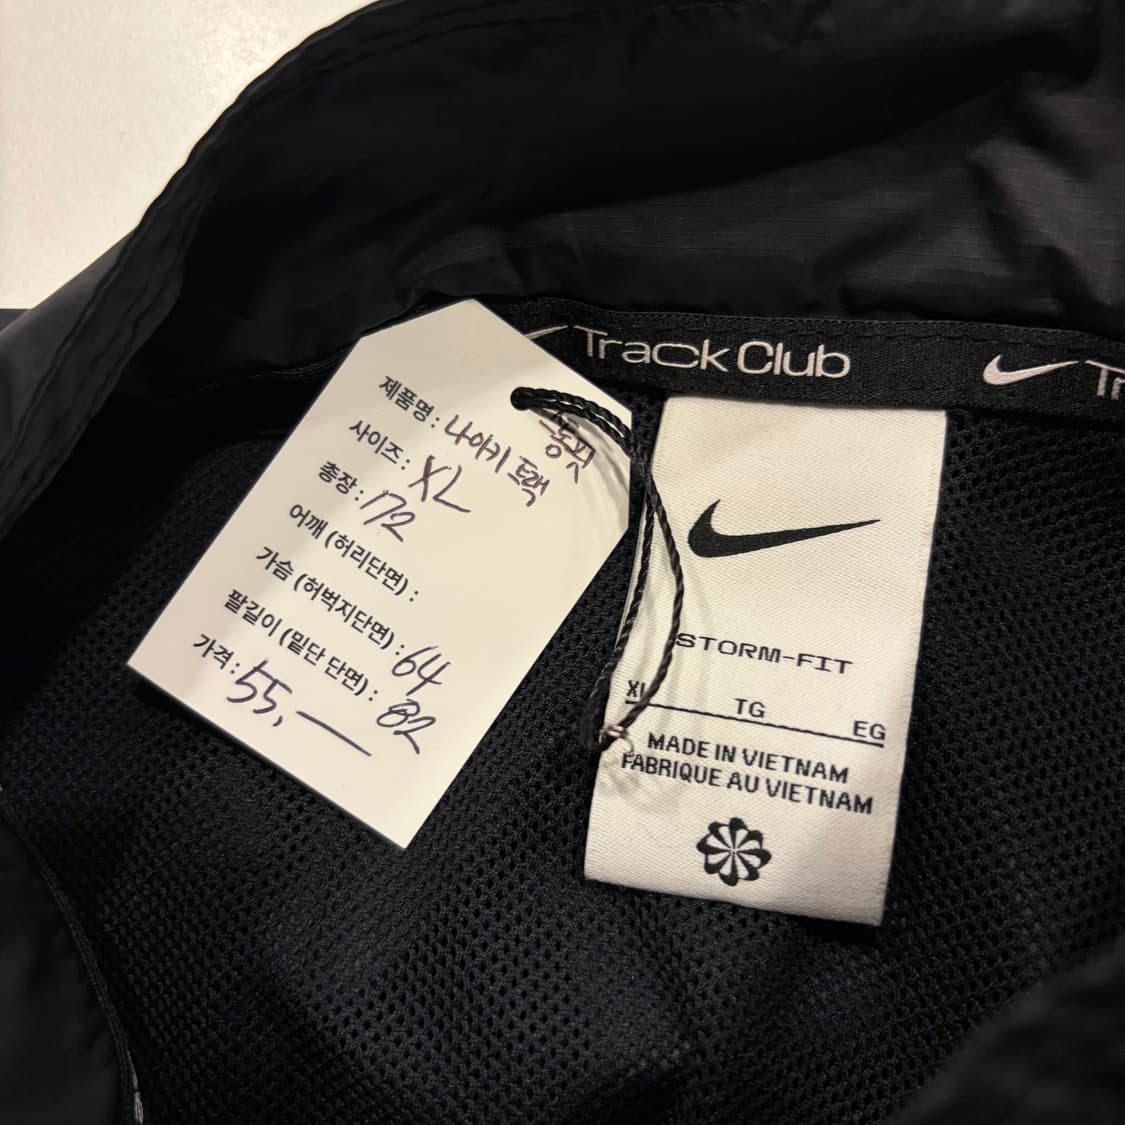 Track Club
Tr
제품명 : 나이키 트랙
사이즈 : XL
총장 : 72
어깨 (허리단면) :
가슴 (허벅지단면) : 64
팔길이 (밑단 단면) : 82
가격 : 55,—
STORM-FIT
XL TG EG
MADE IN VIETNAM
FABRIQUE AU VIETNAM